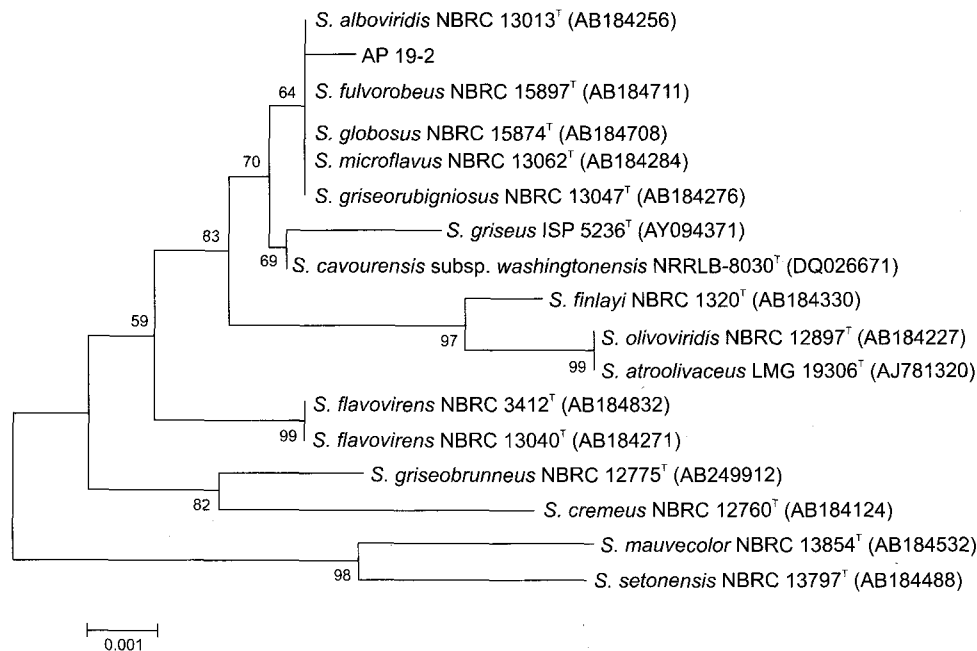 S. alboviridis NBRC 13013ᵀ (AB184256)
AP 19-2
64
S. fulvorobeus NBRC 15897ᵀ (AB184711)
S. globosus NBRC 15874ᵀ (AB184708)
70
S. microflavus NBRC 13062ᵀ (AB184284)
S. griseorubigniosus NBRC 13047ᵀ (AB184276)
83
S. griseus ISP 5236ᵀ (AY094371)
69
S. cavourensis subsp. washingtonensis NRRLB-8030ᵀ (DQ026671)
S. finlayi NBRC 1320ᵀ (AB184330)
59
97
S. olivoviridis NBRC 12897ᵀ (AB184227)
99
S. atroolivaceus LMG 19306ᵀ (AJ781320)
S. flavovirens NBRC 3412ᵀ (AB184832)
99
S. flavovirens NBRC 13040ᵀ (AB184271)
S. griseobrunneus NBRC 12775ᵀ (AB249912)
82
S. cremeus NBRC 12760ᵀ (AB184124)
S. mauvecolor NBRC 13854ᵀ (AB184532)
98
S. setonensis NBRC 13797ᵀ (AB184488)
0.001